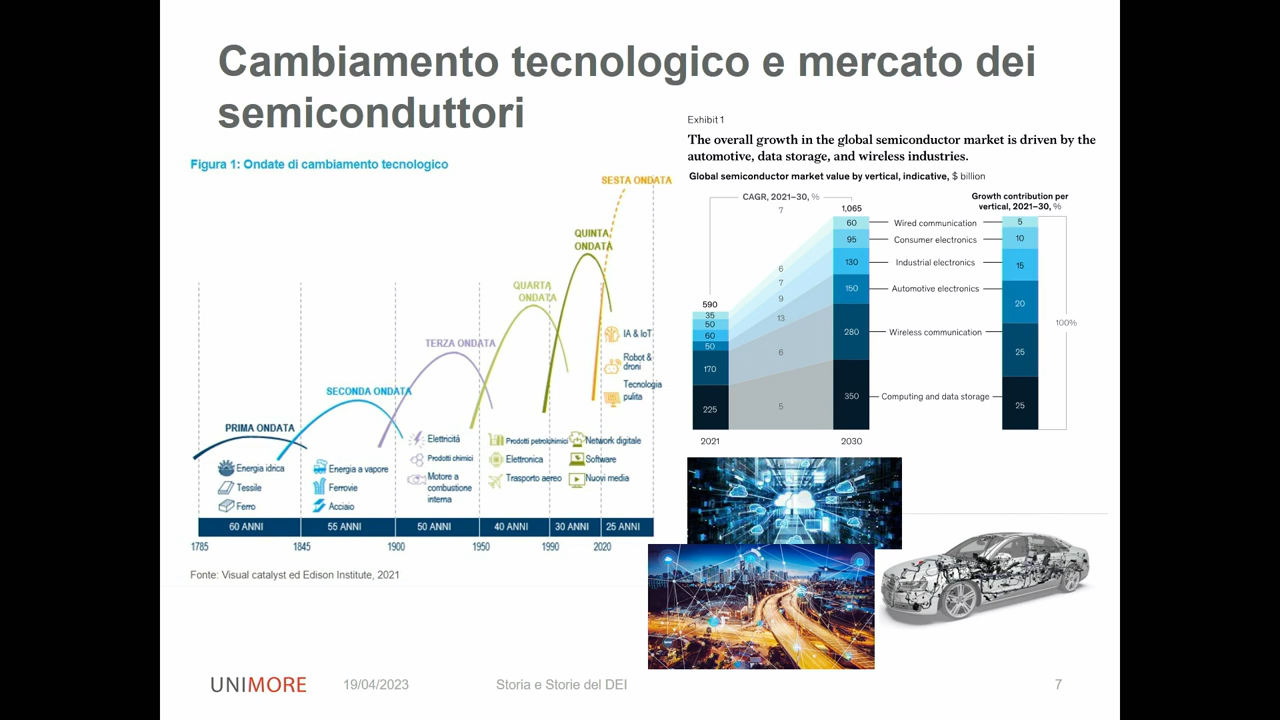 Cambiamento tecnologico e mercato dei
semiconduttori
Figura 1: Ondate di cambiamento tecnologico
SESTA ONDATA
QUINTA
ONDATA
QUARTA
ONDATA
TERZA ONDATA
SECONDA ONDATA
PRIMA ONDATA
Energia idrica
Tessile
Ferro
Energia a vapore
Ferrovie
Acciaio
Elettricità
Prodotti chimici
Motore a
combustione
interna
Prodotti petrolchimici
Elettronica
Trasporto aereo
Network digitale
Software
Nuovi media
IA & IoT
Robot &
droni
Tecnologia
pulita
60 ANNI
55 ANNI
50 ANNI
40 ANNI
30 ANNI
25 ANNI
1785
1845
1900
1950
1990
2020
Fonte: Visual catalyst ed Edison Institute, 2021
Exhibit 1
The overall growth in the global semiconductor market is driven by the
automotive, data storage, and wireless industries.
Global semiconductor market value by vertical, indicative, $ billion
CAGR, 2021–30, %
Growth contribution per
vertical, 2021–30, %
590
35
50
60
50
170
225
2021
7
6
7
9
13
6
5
1,065
60
95
130
150
280
350
2030
Wired communication
Consumer electronics
Industrial electronics
Automotive electronics
Wireless communication
Computing and data storage
5
10
15
20
25
25
100%
UNIMORE
19/04/2023
Storia e Storie del DEI
7